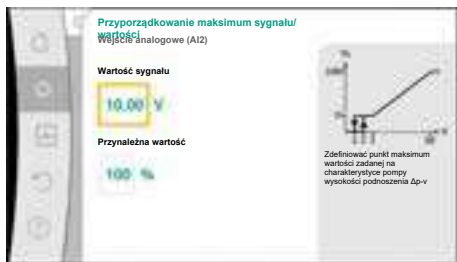 Przyporządkowanie maksimum sygnału/
wartości
Wejście analogowe (AI2)
Wartość sygnału
10.00 V
Przynależna wartość
100 %
Zdefiniować punkt maksimum
wartości zadanej na
charakterystyce pompy
wysokości podnoszenia Δp-v